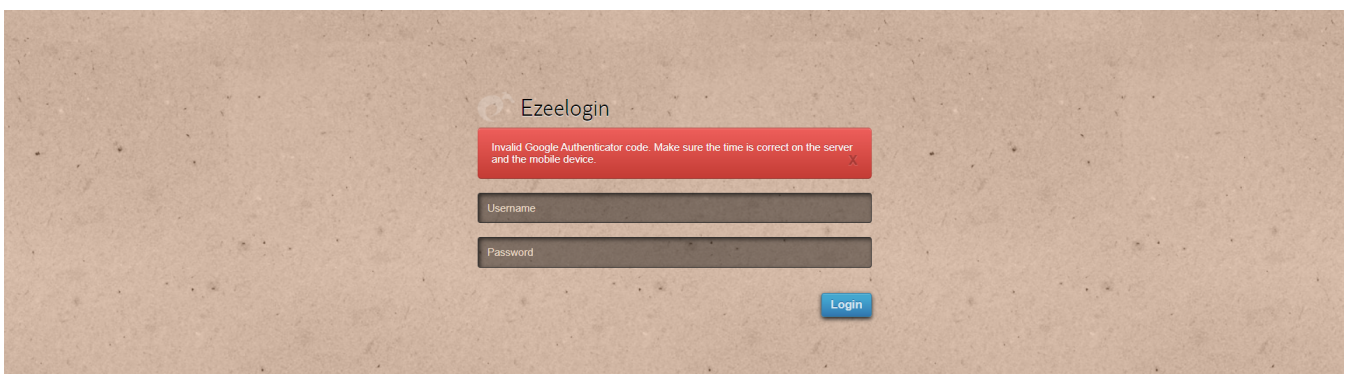 Ezeelogin
Invalid Google Authenticator code. Make sure the time is correct on the server
and the mobile device.
X
Username
Password
Login